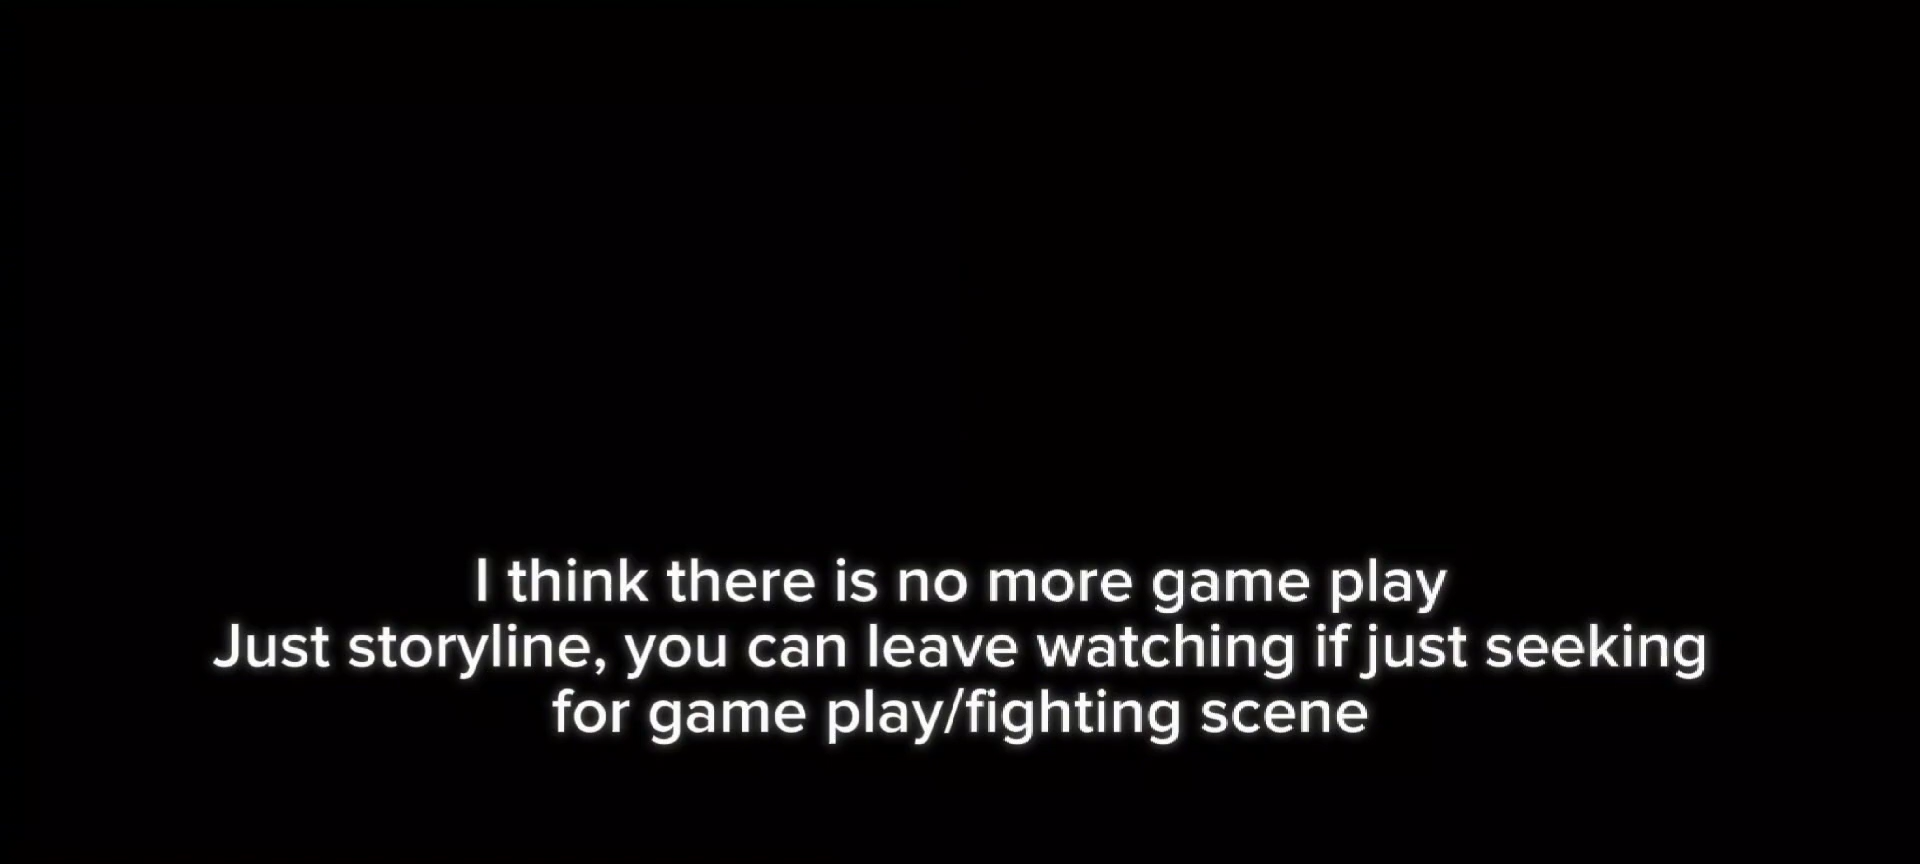 I think there is no more game play
Just storyline, you can leave watching if just seeking
for game play/fighting scene